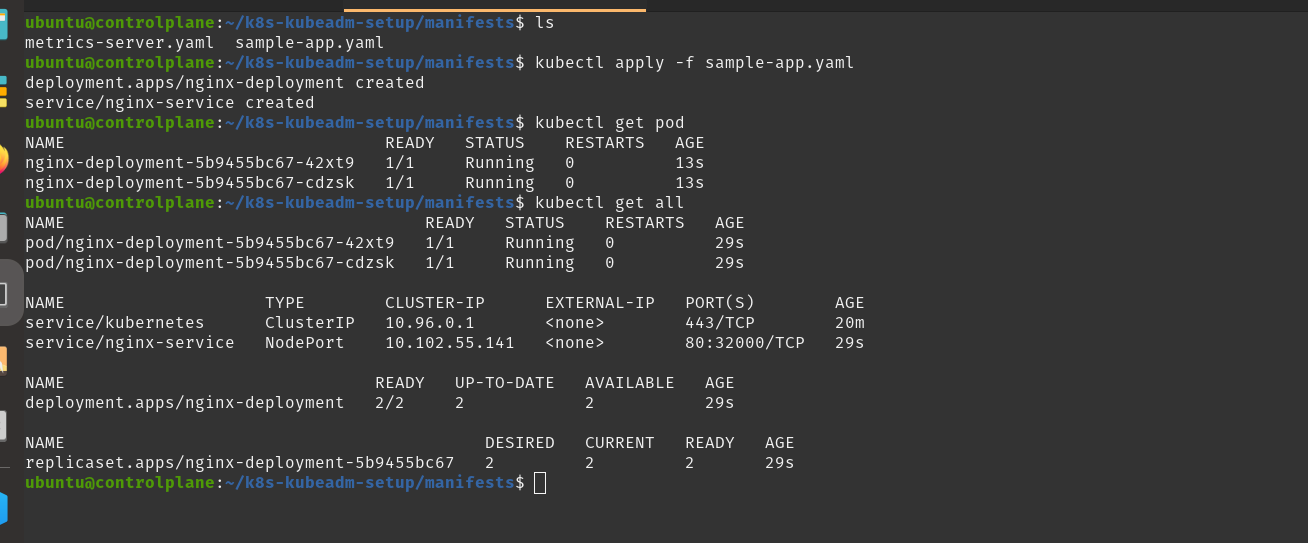 ubuntu@controlplane:~/k8s-kubeadm-setup/manifests$ ls
metrics-server.yaml  sample-app.yaml
ubuntu@controlplane:~/k8s-kubeadm-setup/manifests$ kubectl apply -f sample-app.yaml
deployment.apps/nginx-deployment created
service/nginx-service created
ubuntu@controlplane:~/k8s-kubeadm-setup/manifests$ kubectl get pod
NAME                                READY   STATUS    RESTARTS   AGE
nginx-deployment-5b9455bc67-42xt9   1/1     Running   0          13s
nginx-deployment-5b9455bc67-cdzsk   1/1     Running   0          13s
ubuntu@controlplane:~/k8s-kubeadm-setup/manifests$ kubectl get all
NAME                                    READY   STATUS    RESTARTS   AGE
pod/nginx-deployment-5b9455bc67-42xt9   1/1     Running   0          29s
pod/nginx-deployment-5b9455bc67-cdzsk   1/1     Running   0          29s

NAME                    TYPE        CLUSTER-IP      EXTERNAL-IP   PORT(S)        AGE
service/kubernetes      ClusterIP   10.96.0.1       <none>        443/TCP        20m
service/nginx-service   NodePort    10.102.55.141   <none>        80:32000/TCP   29s

NAME                               READY   UP-TO-DATE   AVAILABLE   AGE
deployment.apps/nginx-deployment   2/2     2            2           29s

NAME                                          DESIRED   CURRENT   READY   AGE
replicaset.apps/nginx-deployment-5b9455bc67   2         2         2       29s
ubuntu@controlplane:~/k8s-kubeadm-setup/manifests$